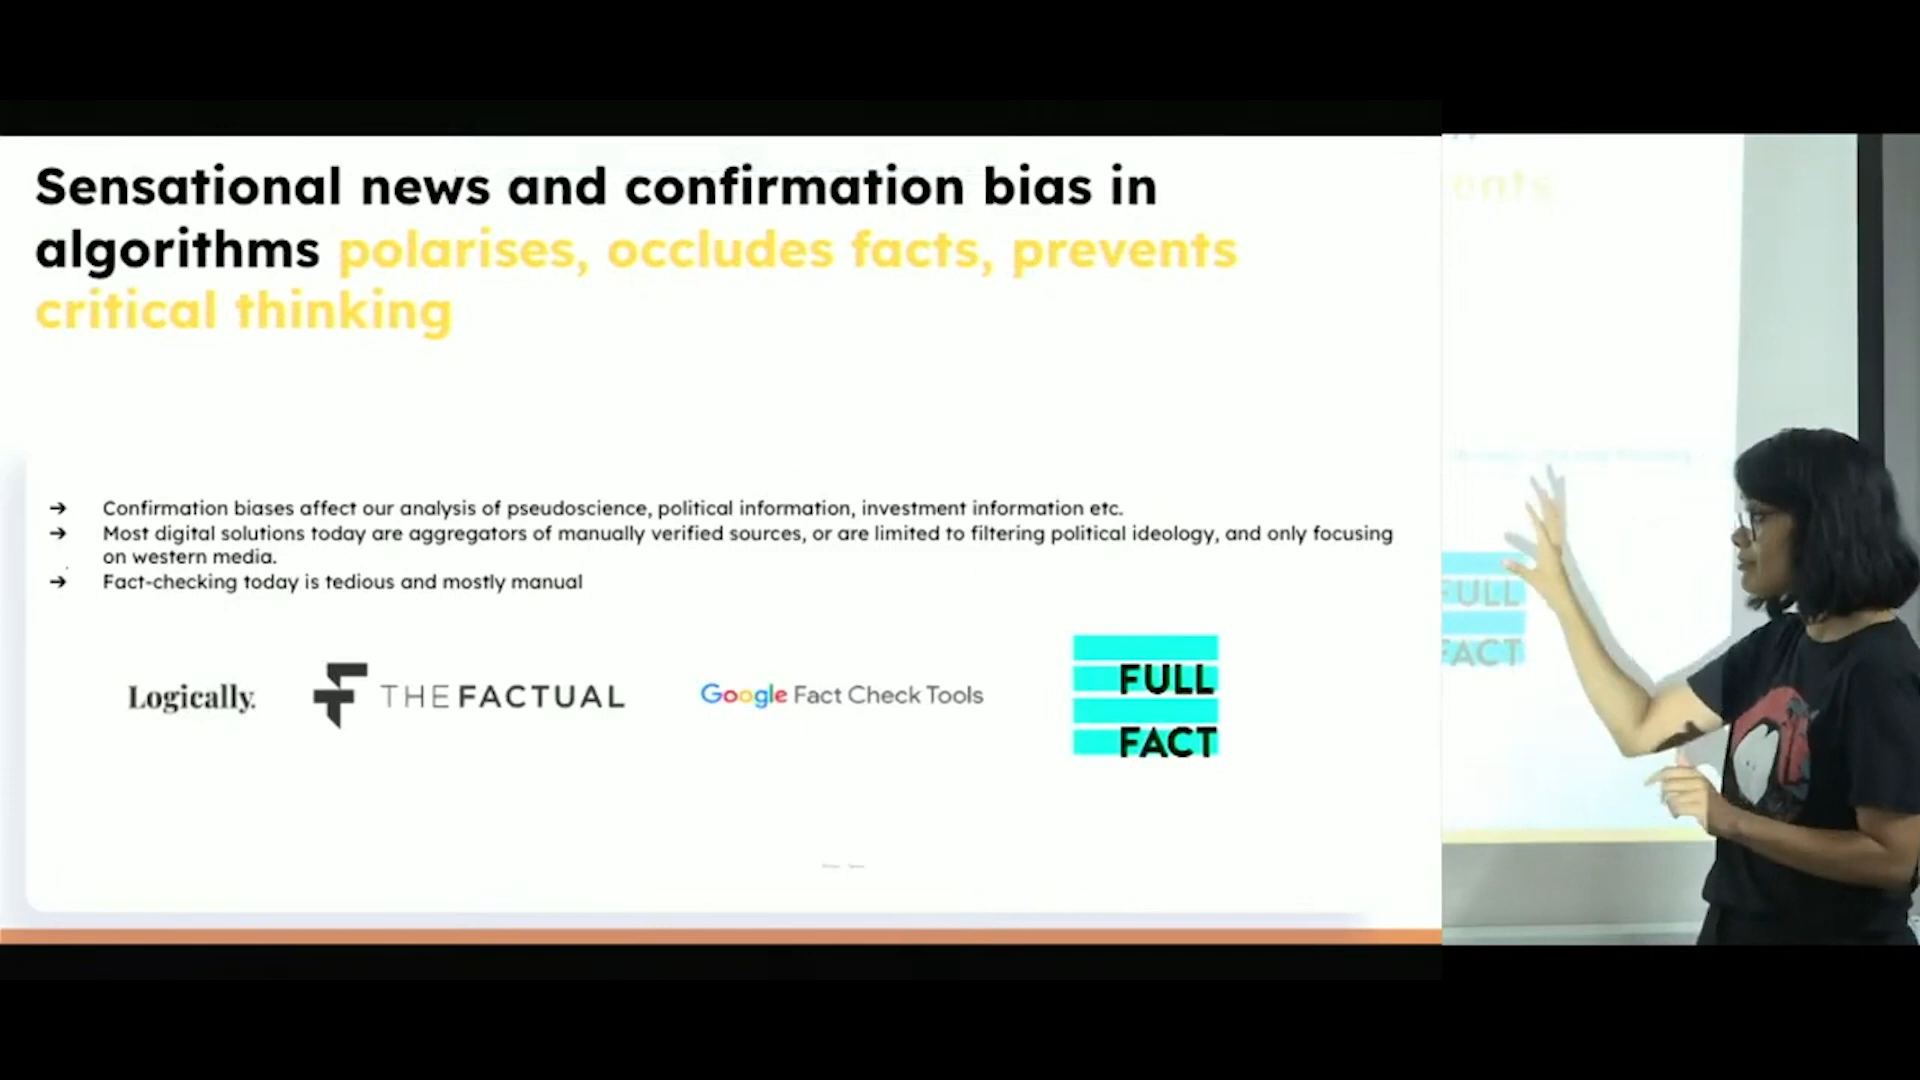 Sensational news and confirmation bias in
algorithms polarises, occludes facts, prevents
critical thinking
➔ Confirmation biases affect our analysis of pseudoscience, political information, investment information etc.
➔ Most digital solutions today are aggregators of manually verified sources, or are limited to filtering political ideology, and only focusing
on western media.
➔ Fact-checking today is tedious and mostly manual
Logically.
THE FACTUAL
Google Fact Check Tools
FULL
FACT
ents
FULL
FACT